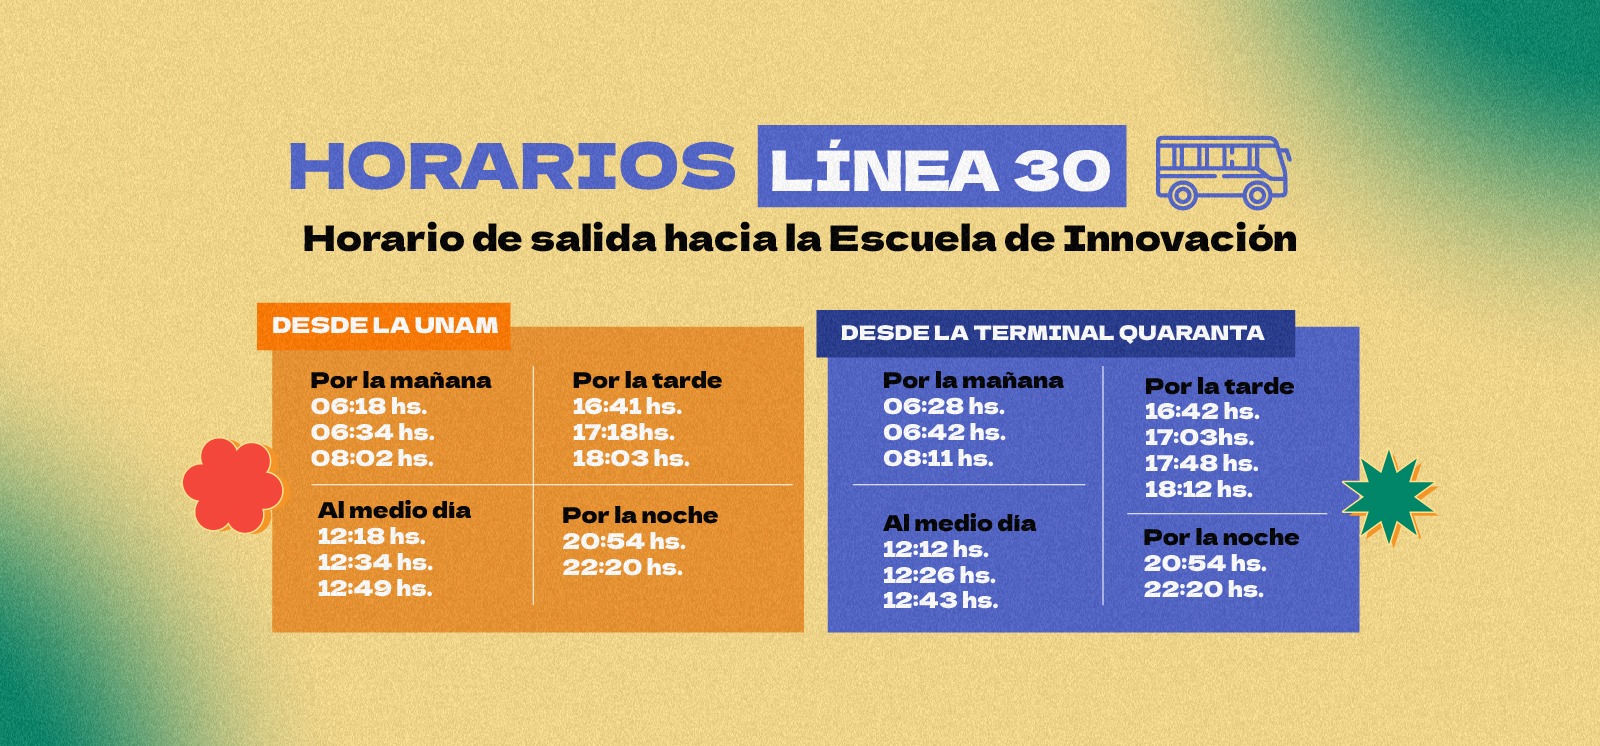 HORARIOS LÍNEA 30
Horario de salida hacia la Escuela de Innovación
DESDE LA UNAM
Por la mañana
06:18 hs.
06:34 hs.
08:02 hs.
Por la tarde
16:41 hs.
17:18hs.
18:03 hs.
Al medio día
12:18 hs.
12:34 hs.
12:49 hs.
Por la noche
20:54 hs.
22:20 hs.
DESDE LA TERMINAL QUARANTA
Por la mañana
06:28 hs.
06:42 hs.
08:11 hs.
Por la tarde
16:42 hs.
17:03hs.
17:48 hs.
18:12 hs.
Al medio día
12:12 hs.
12:26 hs.
12:43 hs.
Por la noche
20:54 hs.
22:20 hs.